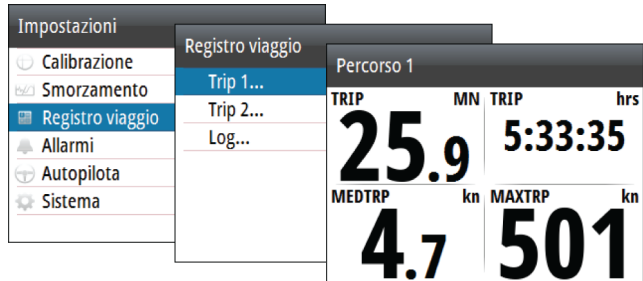 Impostazioni
Calibrazione
Smorzamento
Registro viaggio
Allarmi
Autopilota
Sistema
Registro viaggio
Trip 1...
Trip 2...
Log...
Percorso 1
TRIP MN TRIP hrs
25.9 5:33:35
MEDTRP kn MAXTRP kn
4.7 501